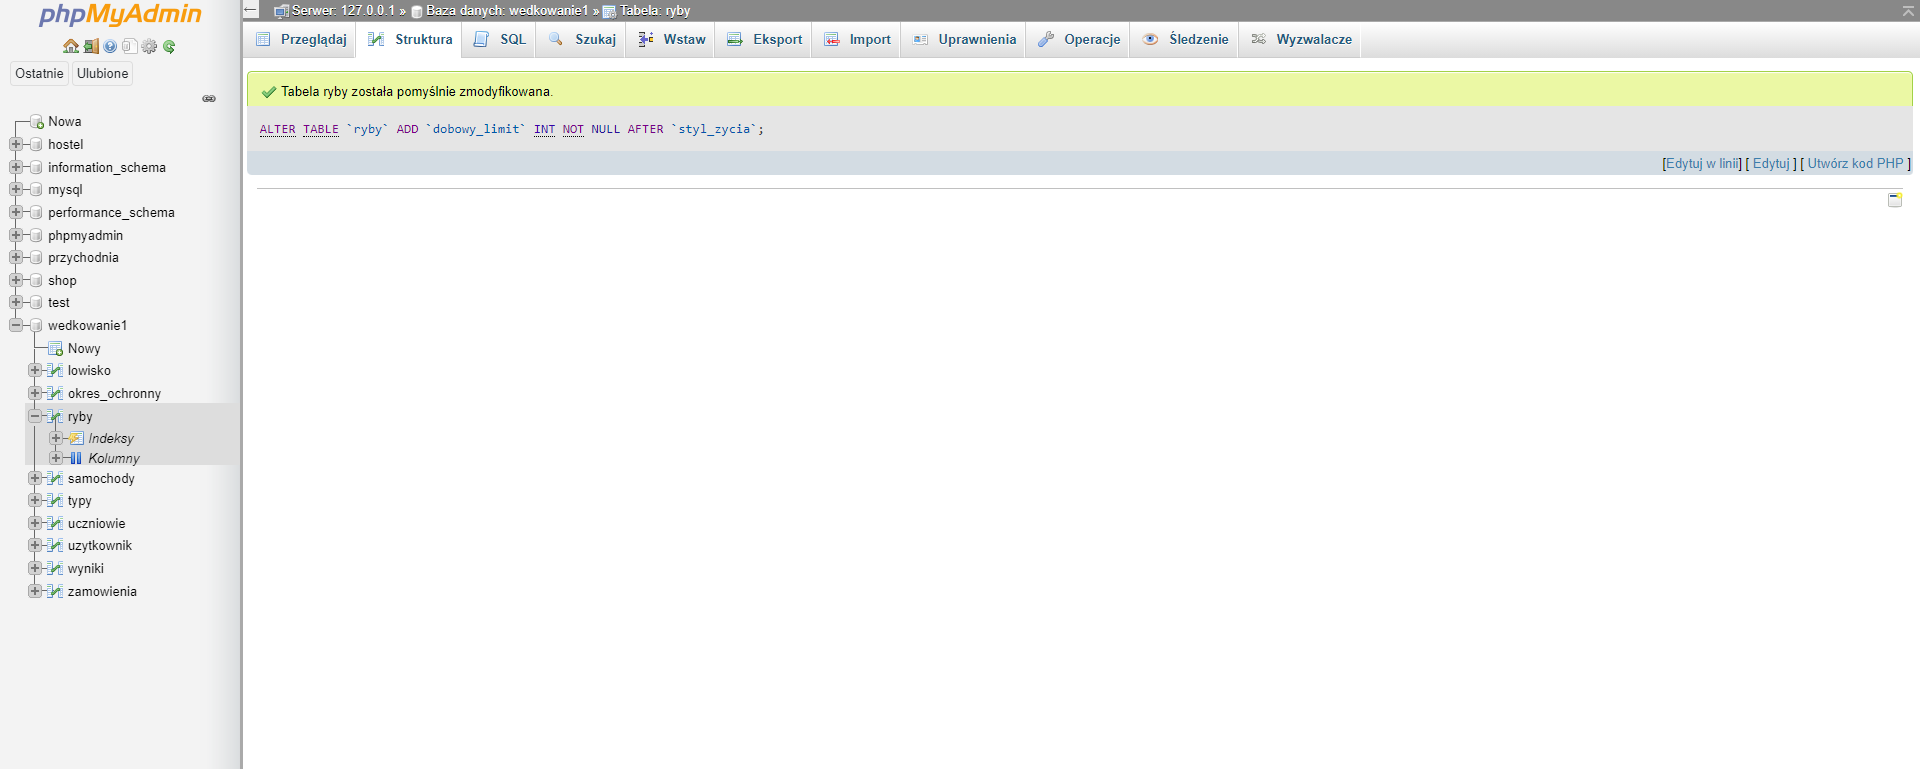 phpMyAdmin
Ostatnie Ulubione
Nowa
hostel
information_schema
mysql
performance_schema
phpmyadmin
przychodnia
shop
test
wedkowanie1
Nowy
lowisko
okres_ochronny
ryby
Indeksy
Kolumny
samochody
typy
uczniowie
uzytkownik
wyniki
zamowienia
Serwer: 127.0.0.1 » Baza danych: wedkowanie1 » Tabela: ryby
Przeglądaj Struktura SQL Szukaj Wstaw Eksport Import Uprawnienia Operacje Śledzenie Wyzwalacze
Tabela ryby została pomyślnie zmodyfikowana.
ALTER TABLE `ryby` ADD `dobowy_limit` INT NOT NULL AFTER `styl_zycia`;
[Edytuj w linii] [ Edytuj ] [ Utwórz kod PHP ]